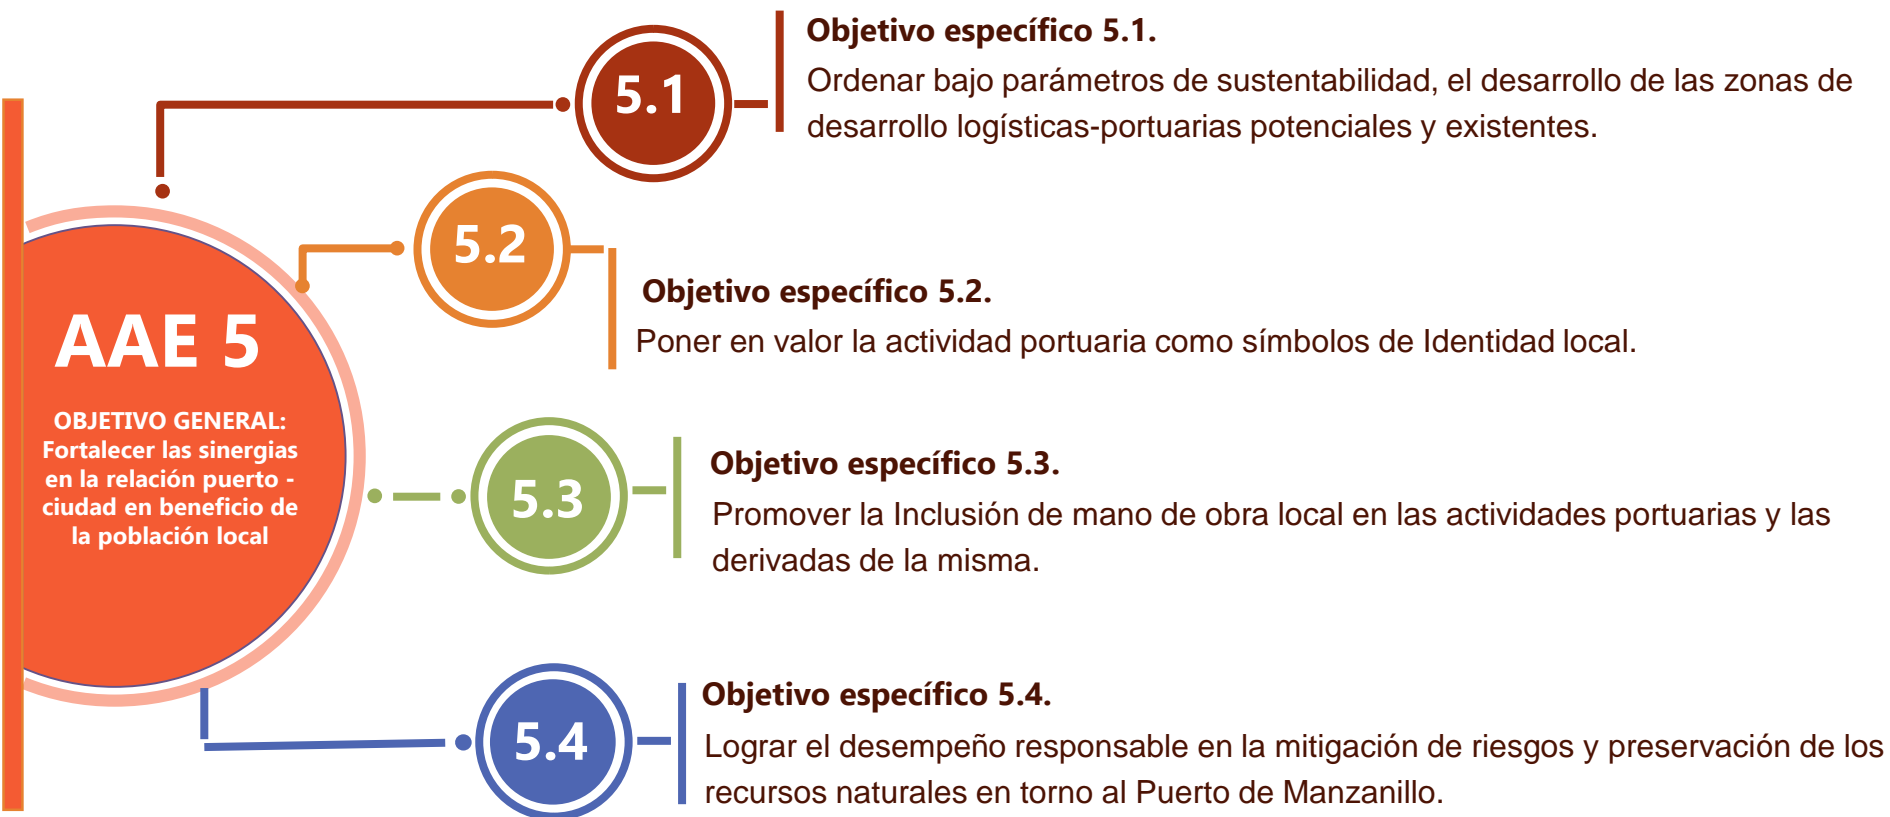 AAE 5
OBJETIVO GENERAL:
Fortalecer las sinergias
en la relación puerto -
ciudad en beneficio de
la población local
5.1
Objetivo específico 5.1.
Ordenar bajo parámetros de sustentabilidad, el desarrollo de las zonas de
desarrollo logísticas-portuarias potenciales y existentes.
5.2
Objetivo específico 5.2.
Poner en valor la actividad portuaria como símbolos de Identidad local.
5.3
Objetivo específico 5.3.
Promover la Inclusión de mano de obra local en las actividades portuarias y las
derivadas de la misma.
5.4
Objetivo específico 5.4.
Lograr el desempeño responsable en la mitigación de riesgos y preservación de los
recursos naturales en torno al Puerto de Manzanillo.